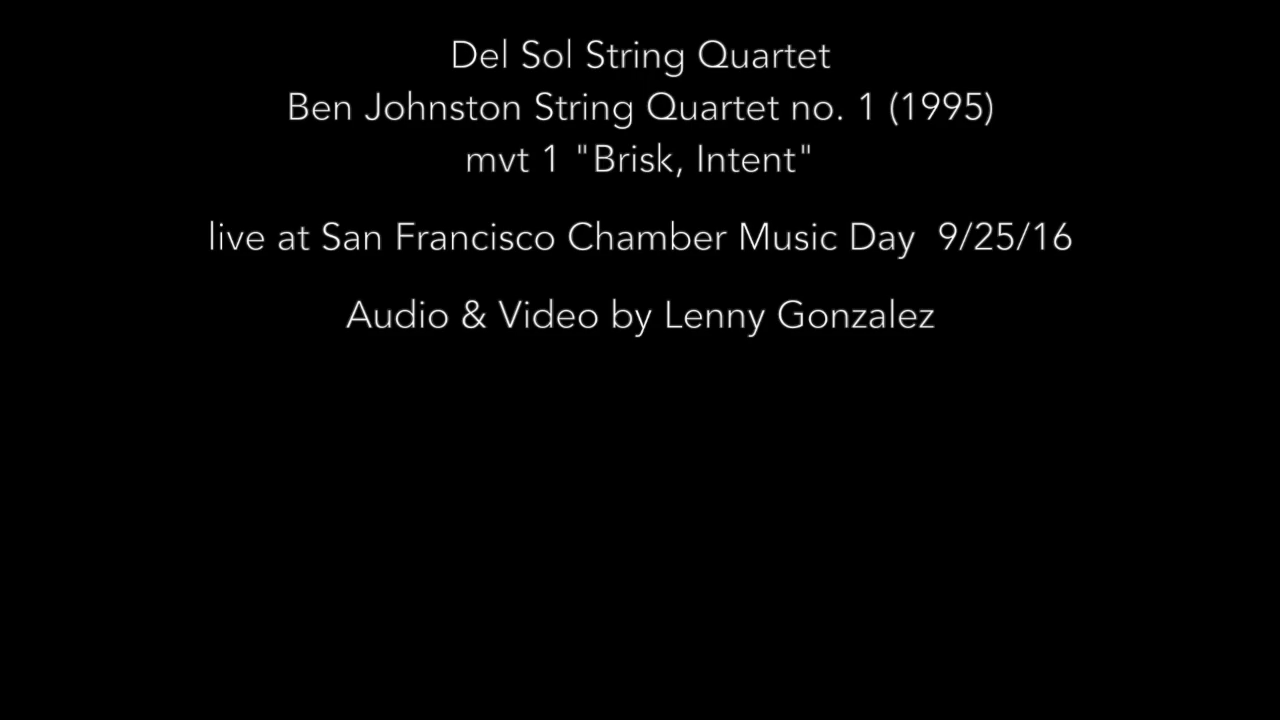 Del Sol String Quartet
Ben Johnston String Quartet no. 1 (1995)
mvt 1 "Brisk, Intent"
live at San Francisco Chamber Music Day  9/25/16
Audio & Video by Lenny Gonzalez